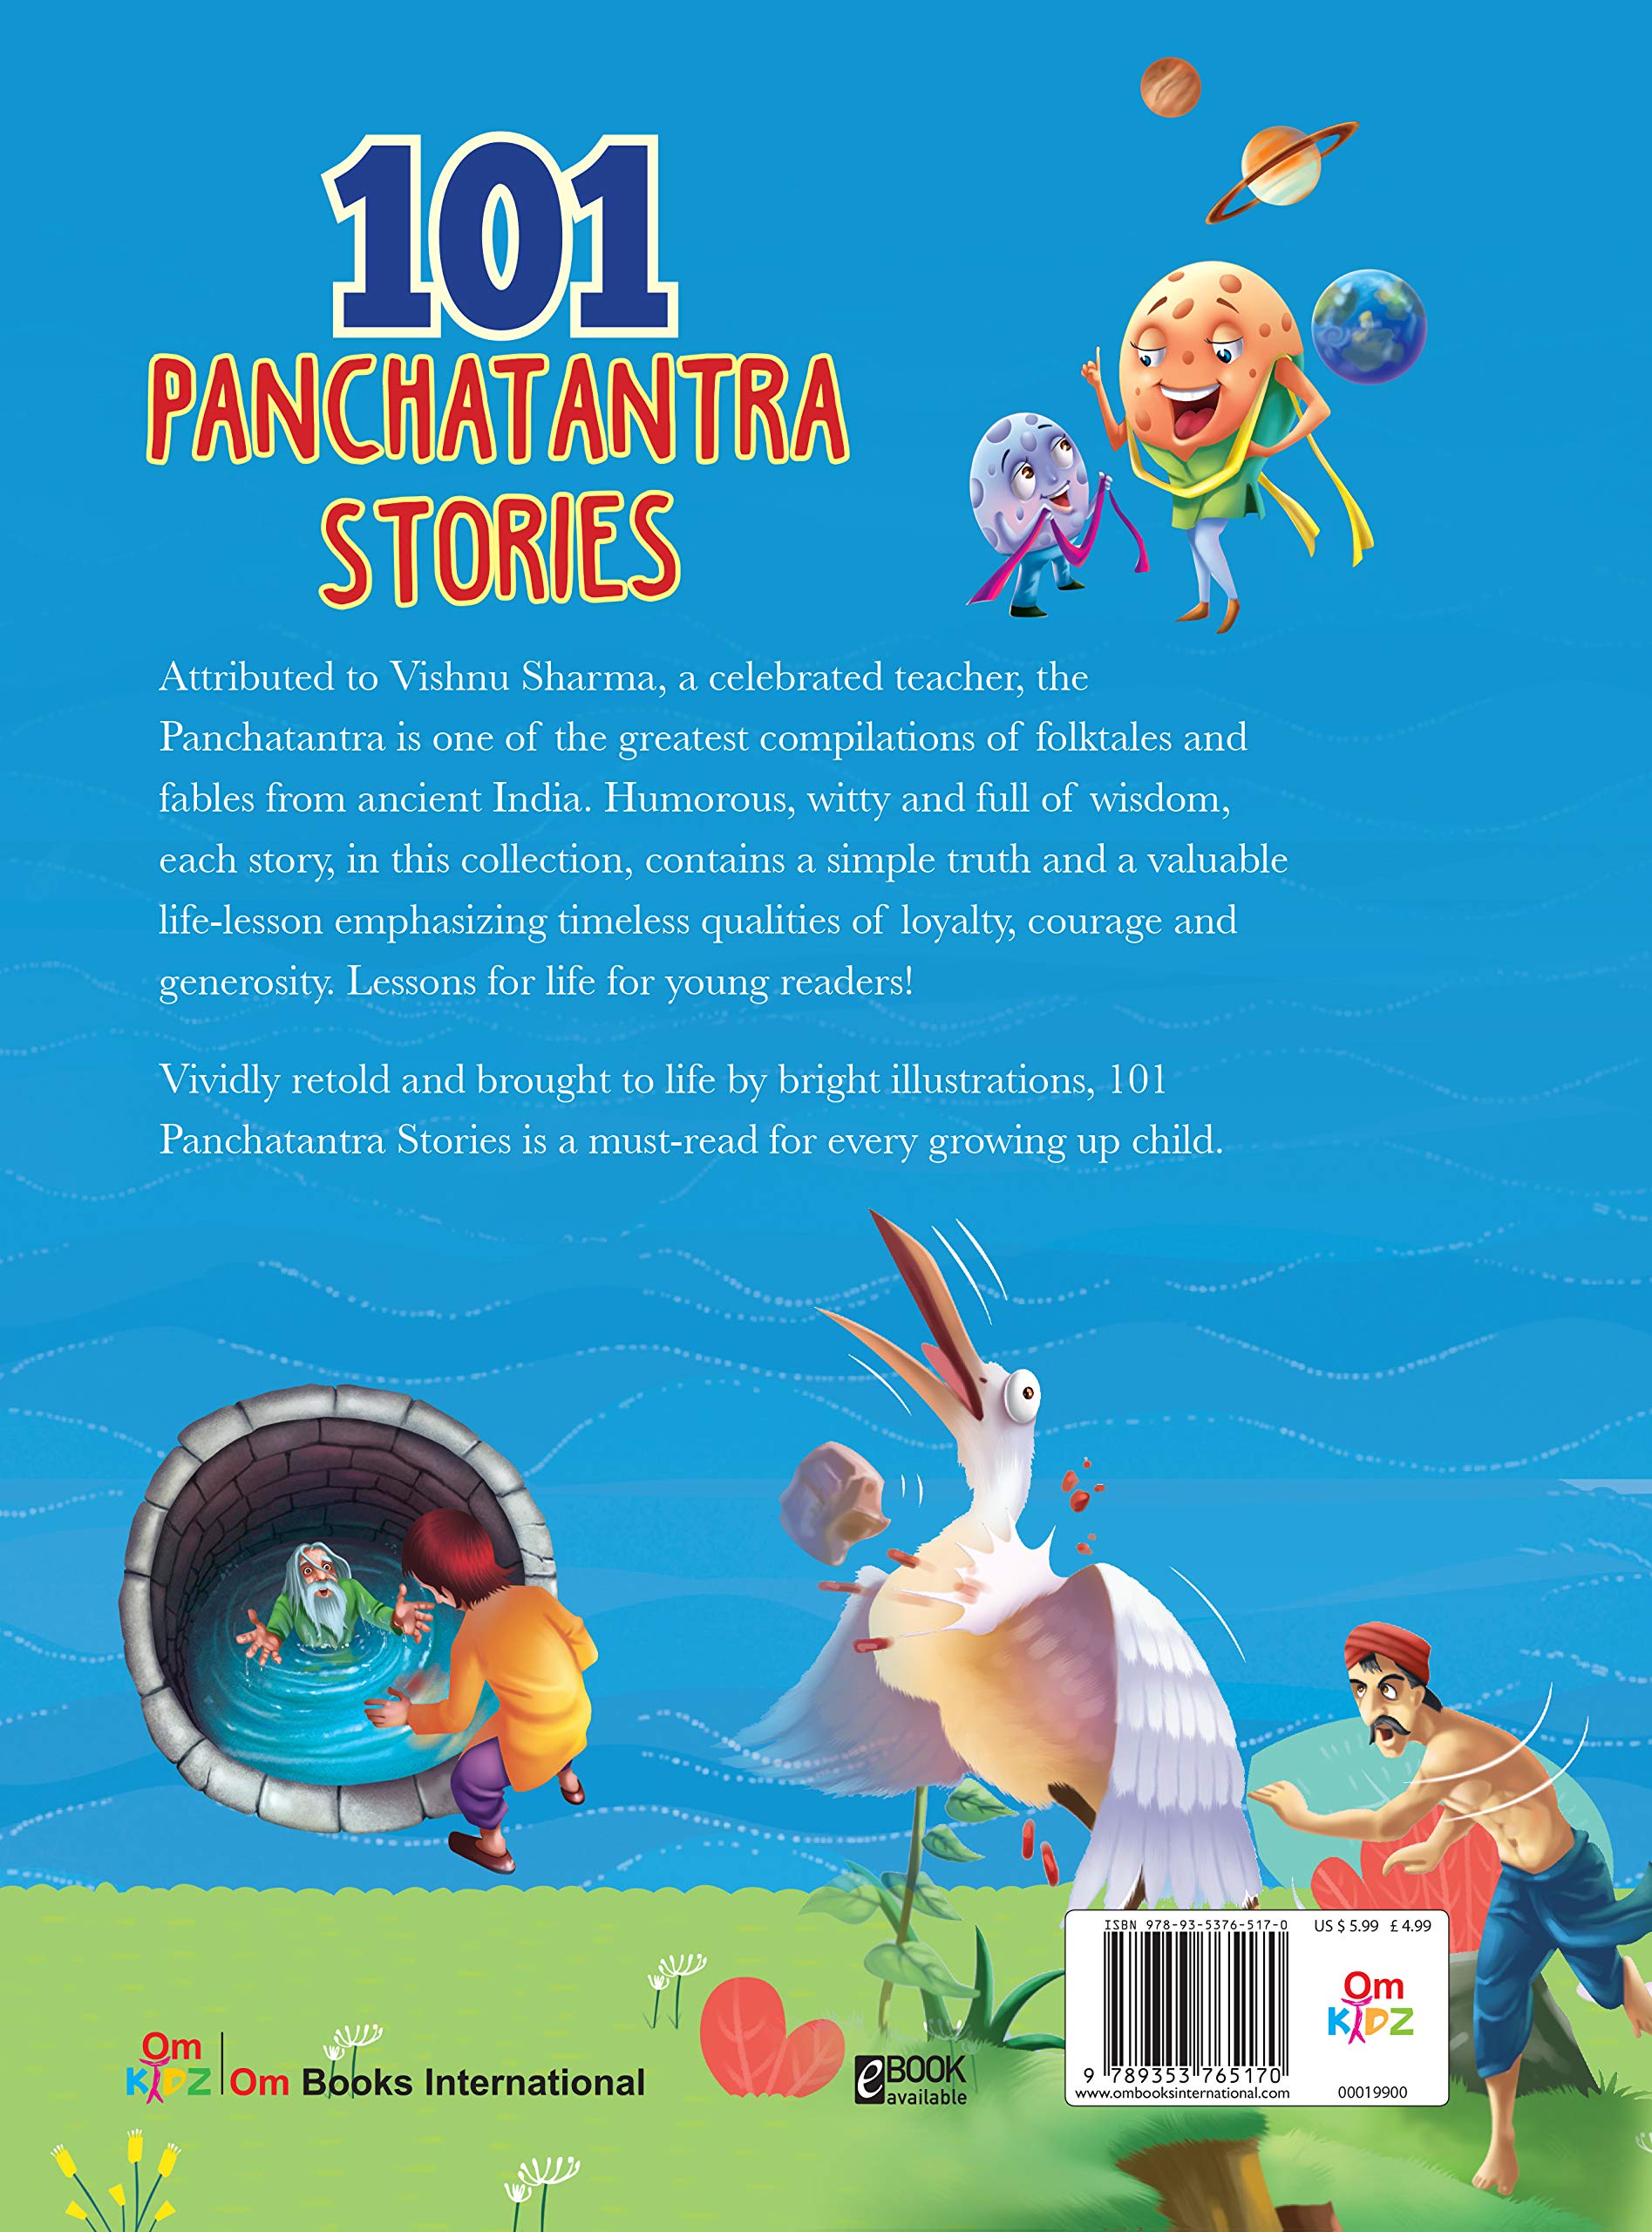 101
PANCHATANTRA
STORIES
Attributed to Vishnu Sharma, a celebrated teacher, the
Panchatantra is one of the greatest compilations of folktales and
fables from ancient India. Humorous, witty and full of wisdom,
each story, in this collection, contains a simple truth and a valuable
life-lesson emphasizing timeless qualities of loyalty, courage and
generosity. Lessons for life for young readers!
Vividly retold and brought to life by bright illustrations, 101
Panchatantra Stories is a must-read for every growing up child.
Om
KIDZ
Om Books International
eBOOK
available
ISBN 978-93-5376-517-0
US $ 5.99 £ 4.99
Om
KIDZ
9 789353 765170
www.ombooksinternational.com
00019900